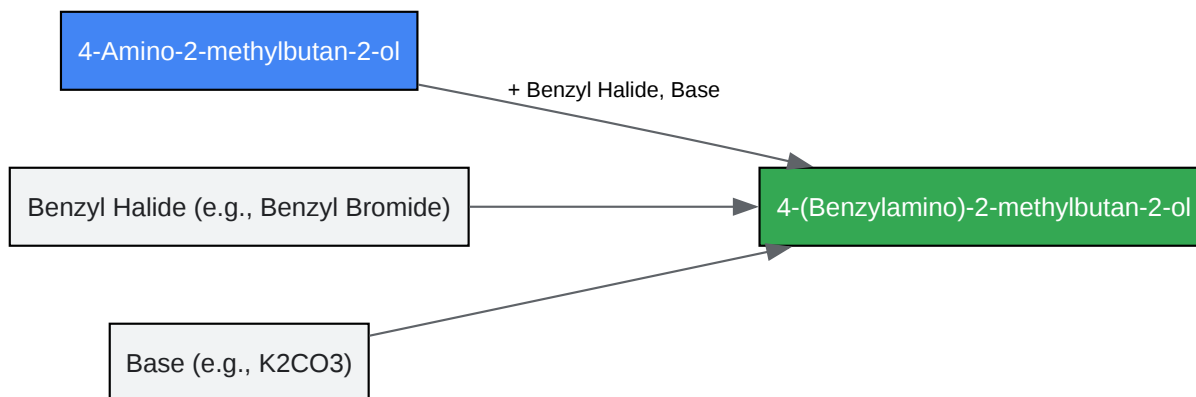 4-Amino-2-methylbutan-2-ol
+ Benzyl Halide, Base
Benzyl Halide (e.g., Benzyl Bromide)
4-(Benzylamino)-2-methylbutan-2-ol
Base (e.g., K2CO3)